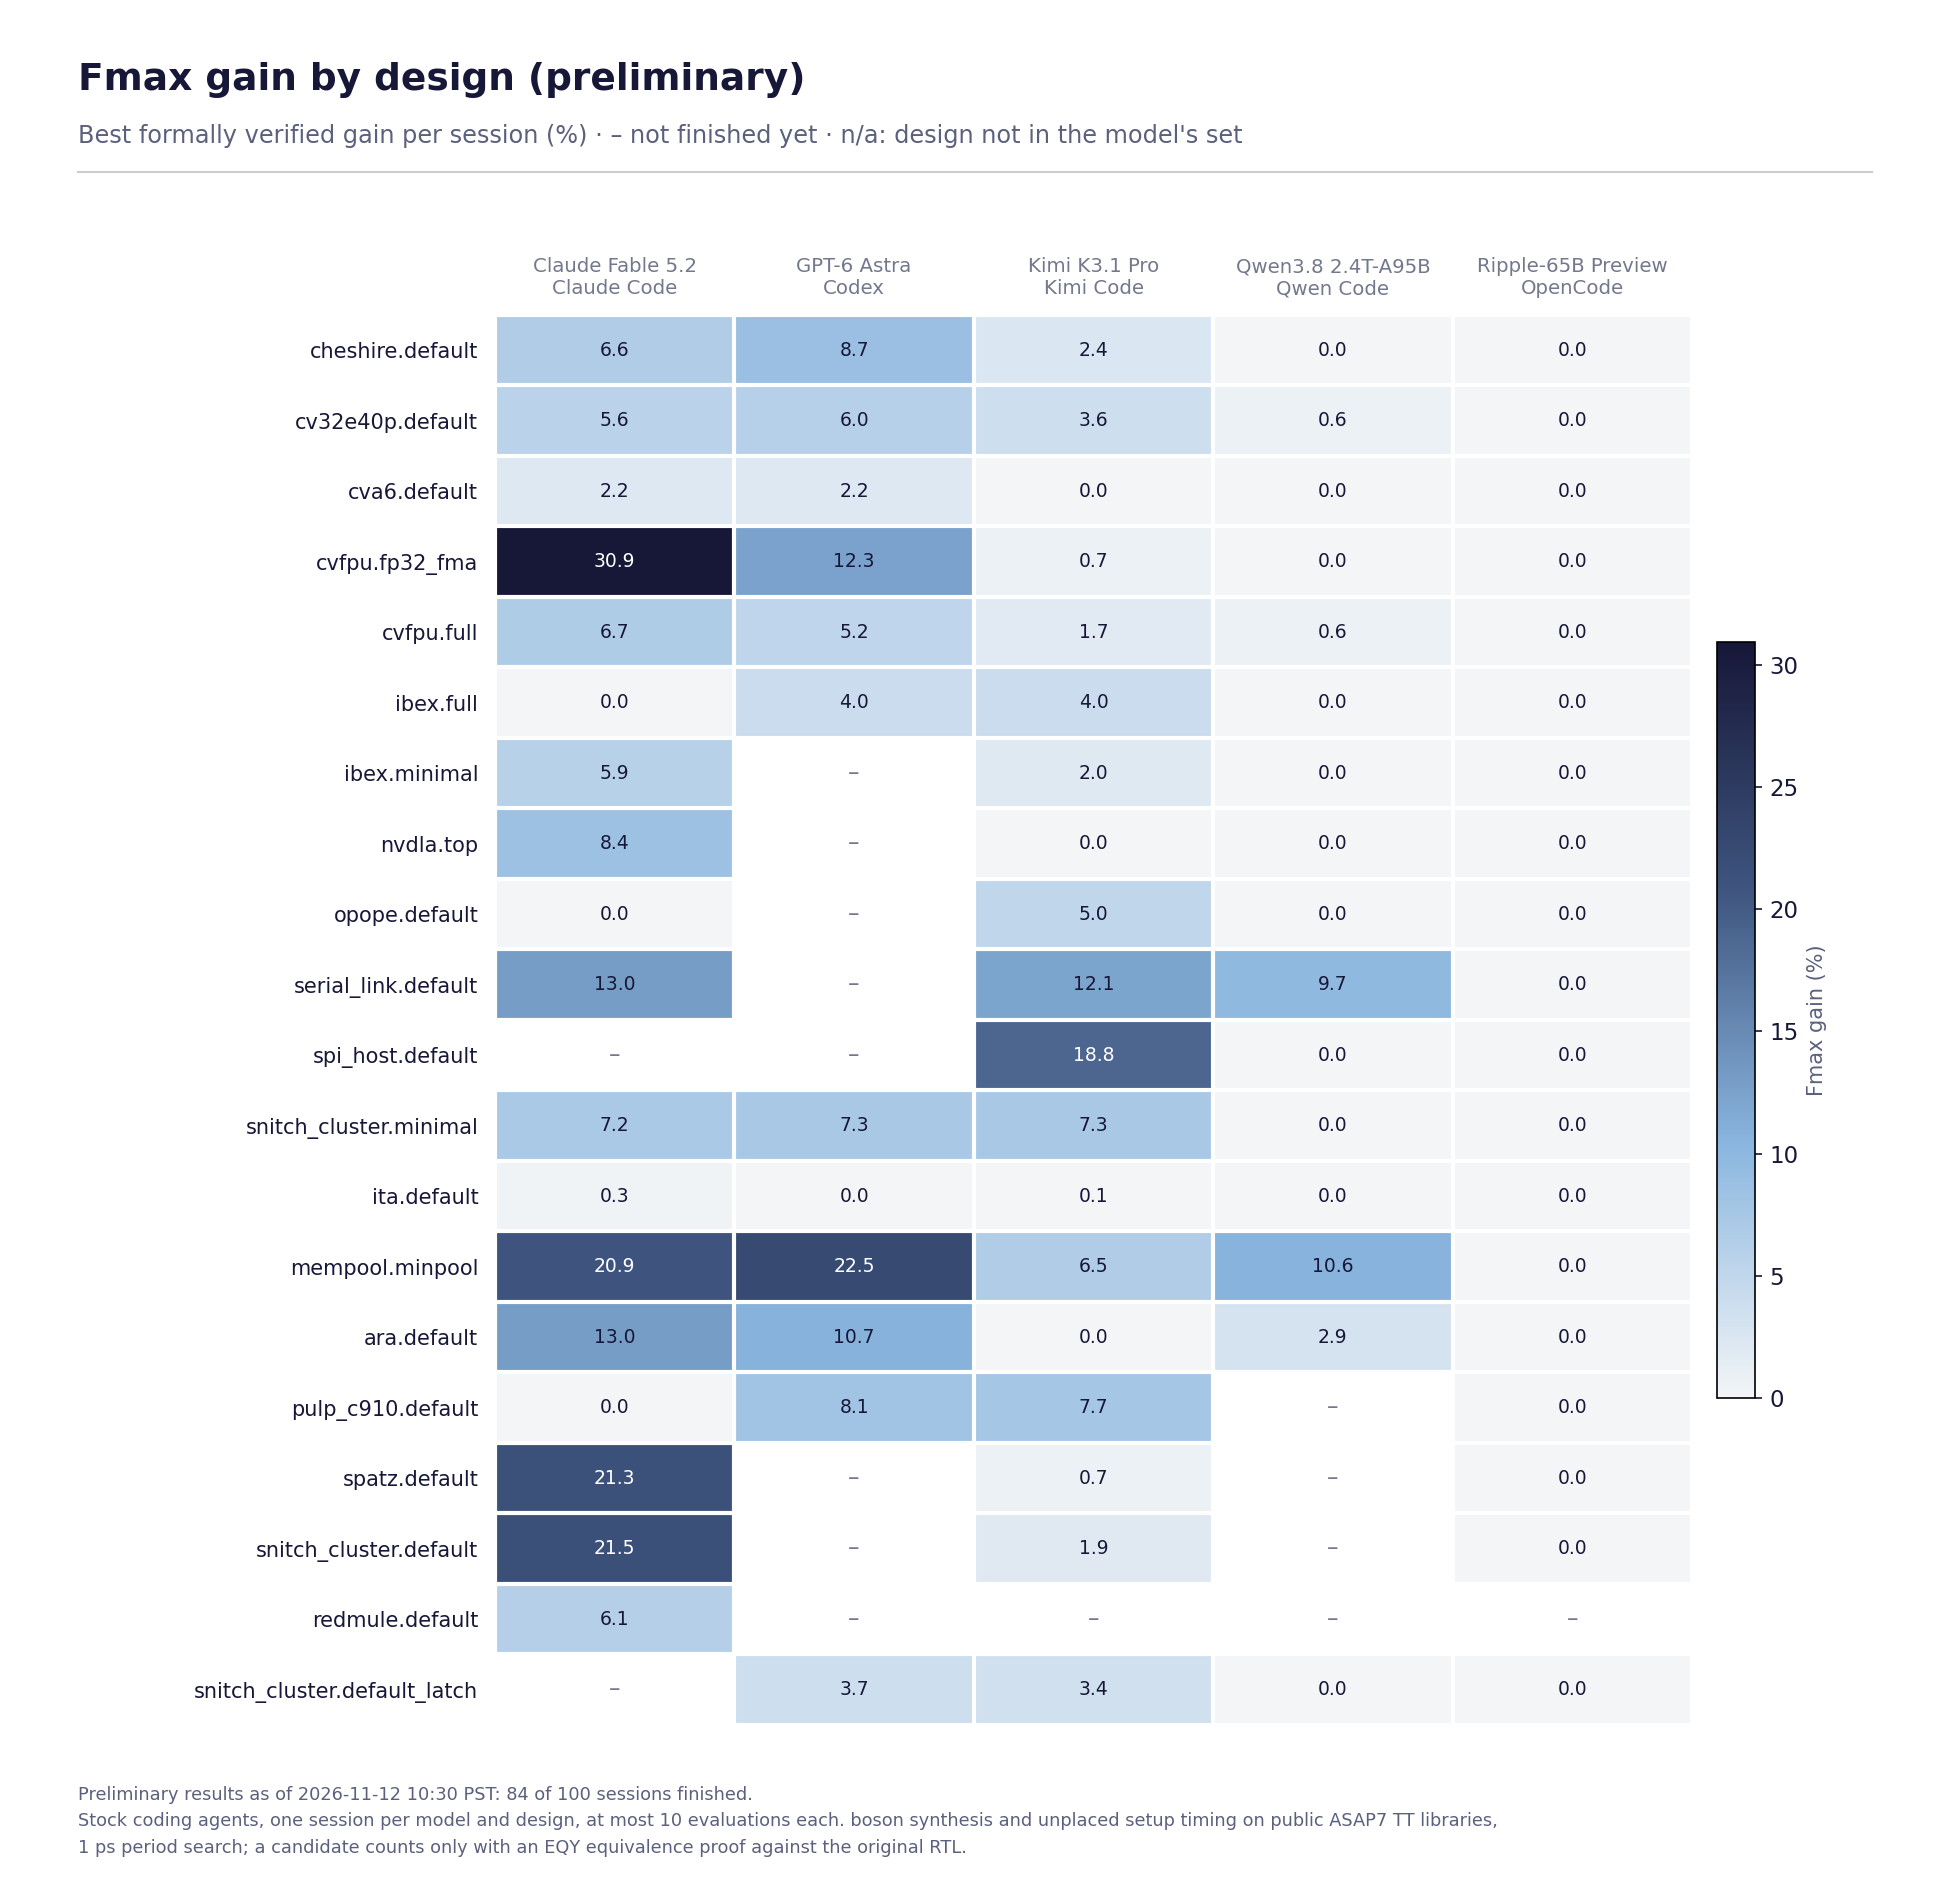 Fmax gain by design (preliminary)
Best formally verified gain per session (%) · – not finished yet · n/a: design not in the model's set
Claude Fable 5.2 GPT-6 Astra Kimi K3.1 Pro Qwen3.8 2.4T-A95B Ripple-65B Preview
Claude Code Codex Kimi Code Qwen Code OpenCode
cheshire.default 6.6 8.7 2.4 0.0 0.0
cv32e40p.default 5.6 6.0 3.6 0.6 0.0
cva6.default 2.2 2.2 0.0 0.0 0.0
cvfpu.fp32_fma 30.9 12.3 0.7 0.0 0.0
cvfpu.full 6.7 5.2 1.7 0.6 0.0
ibex.full 0.0 4.0 4.0 0.0 0.0
ibex.minimal 5.9 – 2.0 0.0 0.0
nvdla.top 8.4 – 0.0 0.0 0.0
opope.default 0.0 – 5.0 0.0 0.0
serial_link.default 13.0 – 12.1 9.7 0.0
spi_host.default – – 18.8 0.0 0.0
snitch_cluster.minimal 7.2 7.3 7.3 0.0 0.0
ita.default 0.3 0.0 0.1 0.0 0.0
mempool.minpool 20.9 22.5 6.5 10.6 0.0
ara.default 13.0 10.7 0.0 2.9 0.0
pulp_c910.default 0.0 8.1 7.7 – 0.0
spatz.default 21.3 – 0.7 – 0.0
snitch_cluster.default 21.5 – 1.9 – 0.0
redmule.default 6.1 – – – –
snitch_cluster.default_latch – 3.7 3.4 0.0 0.0
30
25
20
15
10
5
0
Fmax gain (%)
Preliminary results as of 2026-11-12 10:30 PST: 84 of 100 sessions finished.
Stock coding agents, one session per model and design, at most 10 evaluations each. boson synthesis and unplaced setup timing on public ASAP7 TT libraries,
1 ps period search; a candidate counts only with an EQY equivalence proof against the original RTL.